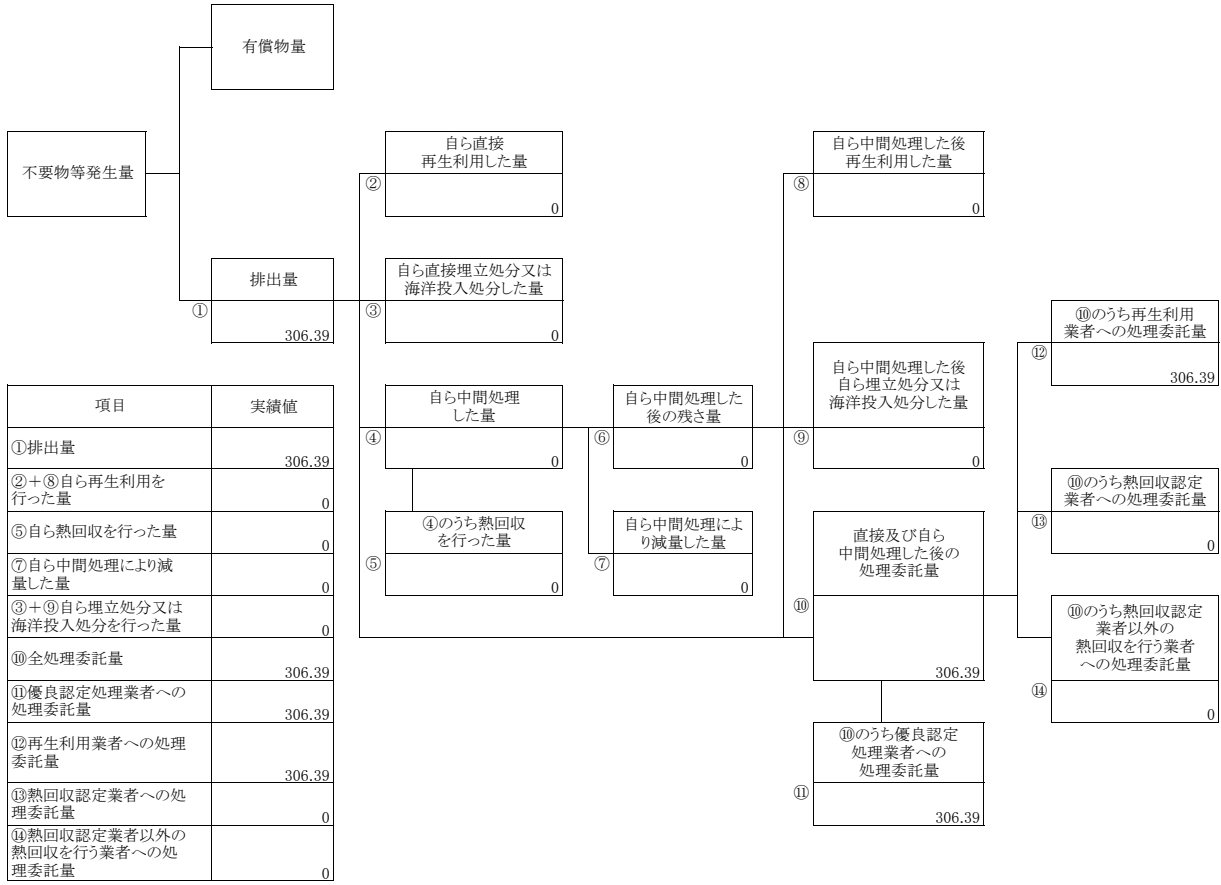 有償物量
不要物等発生量
自ら直接
再生利用した量
②
0
自ら中間処理した後
再生利用した量
⑧
0
排出量
①
306.39
自ら直接埋立処分又は
海洋投入処分した量
③
0
⑩のうち再生利用
業者への処理委託量
⑫
306.39
自ら中間処理した後
自ら埋立処分又は
海洋投入処分した量
⑨
0
自ら中間処理
した量
④
0
自ら中間処理した
後の残さ量
⑥
0
⑩のうち熱回収認定
業者への処理委託量
⑬
0
④のうち熱回収
を行った量
⑤
0
自ら中間処理によ
り減量した量
⑦
0
直接及び自ら
中間処理した後の
処理委託量
⑩
306.39
⑩のうち熱回収認定
業者以外の
熱回収を行う業者
への処理委託量
⑭
0
⑩のうち優良認定
処理業者への
処理委託量
⑪
306.39
項目 実績値
①排出量 306.39
②+⑧自ら再生利用を
行った量 0
⑤自ら熱回収を行った量 0
⑦自ら中間処理により減
量した量 0
③+⑨自ら埋立処分又は
海洋投入処分を行った量 0
⑩全処理委託量 306.39
⑪優良認定処理業者への
処理委託量 306.39
⑫再生利用業者への処理
委託量 306.39
⑬熱回収認定業者への処
理委託量 0
⑭熱回収認定業者以外の
熱回収を行う業者への処
理委託量 0